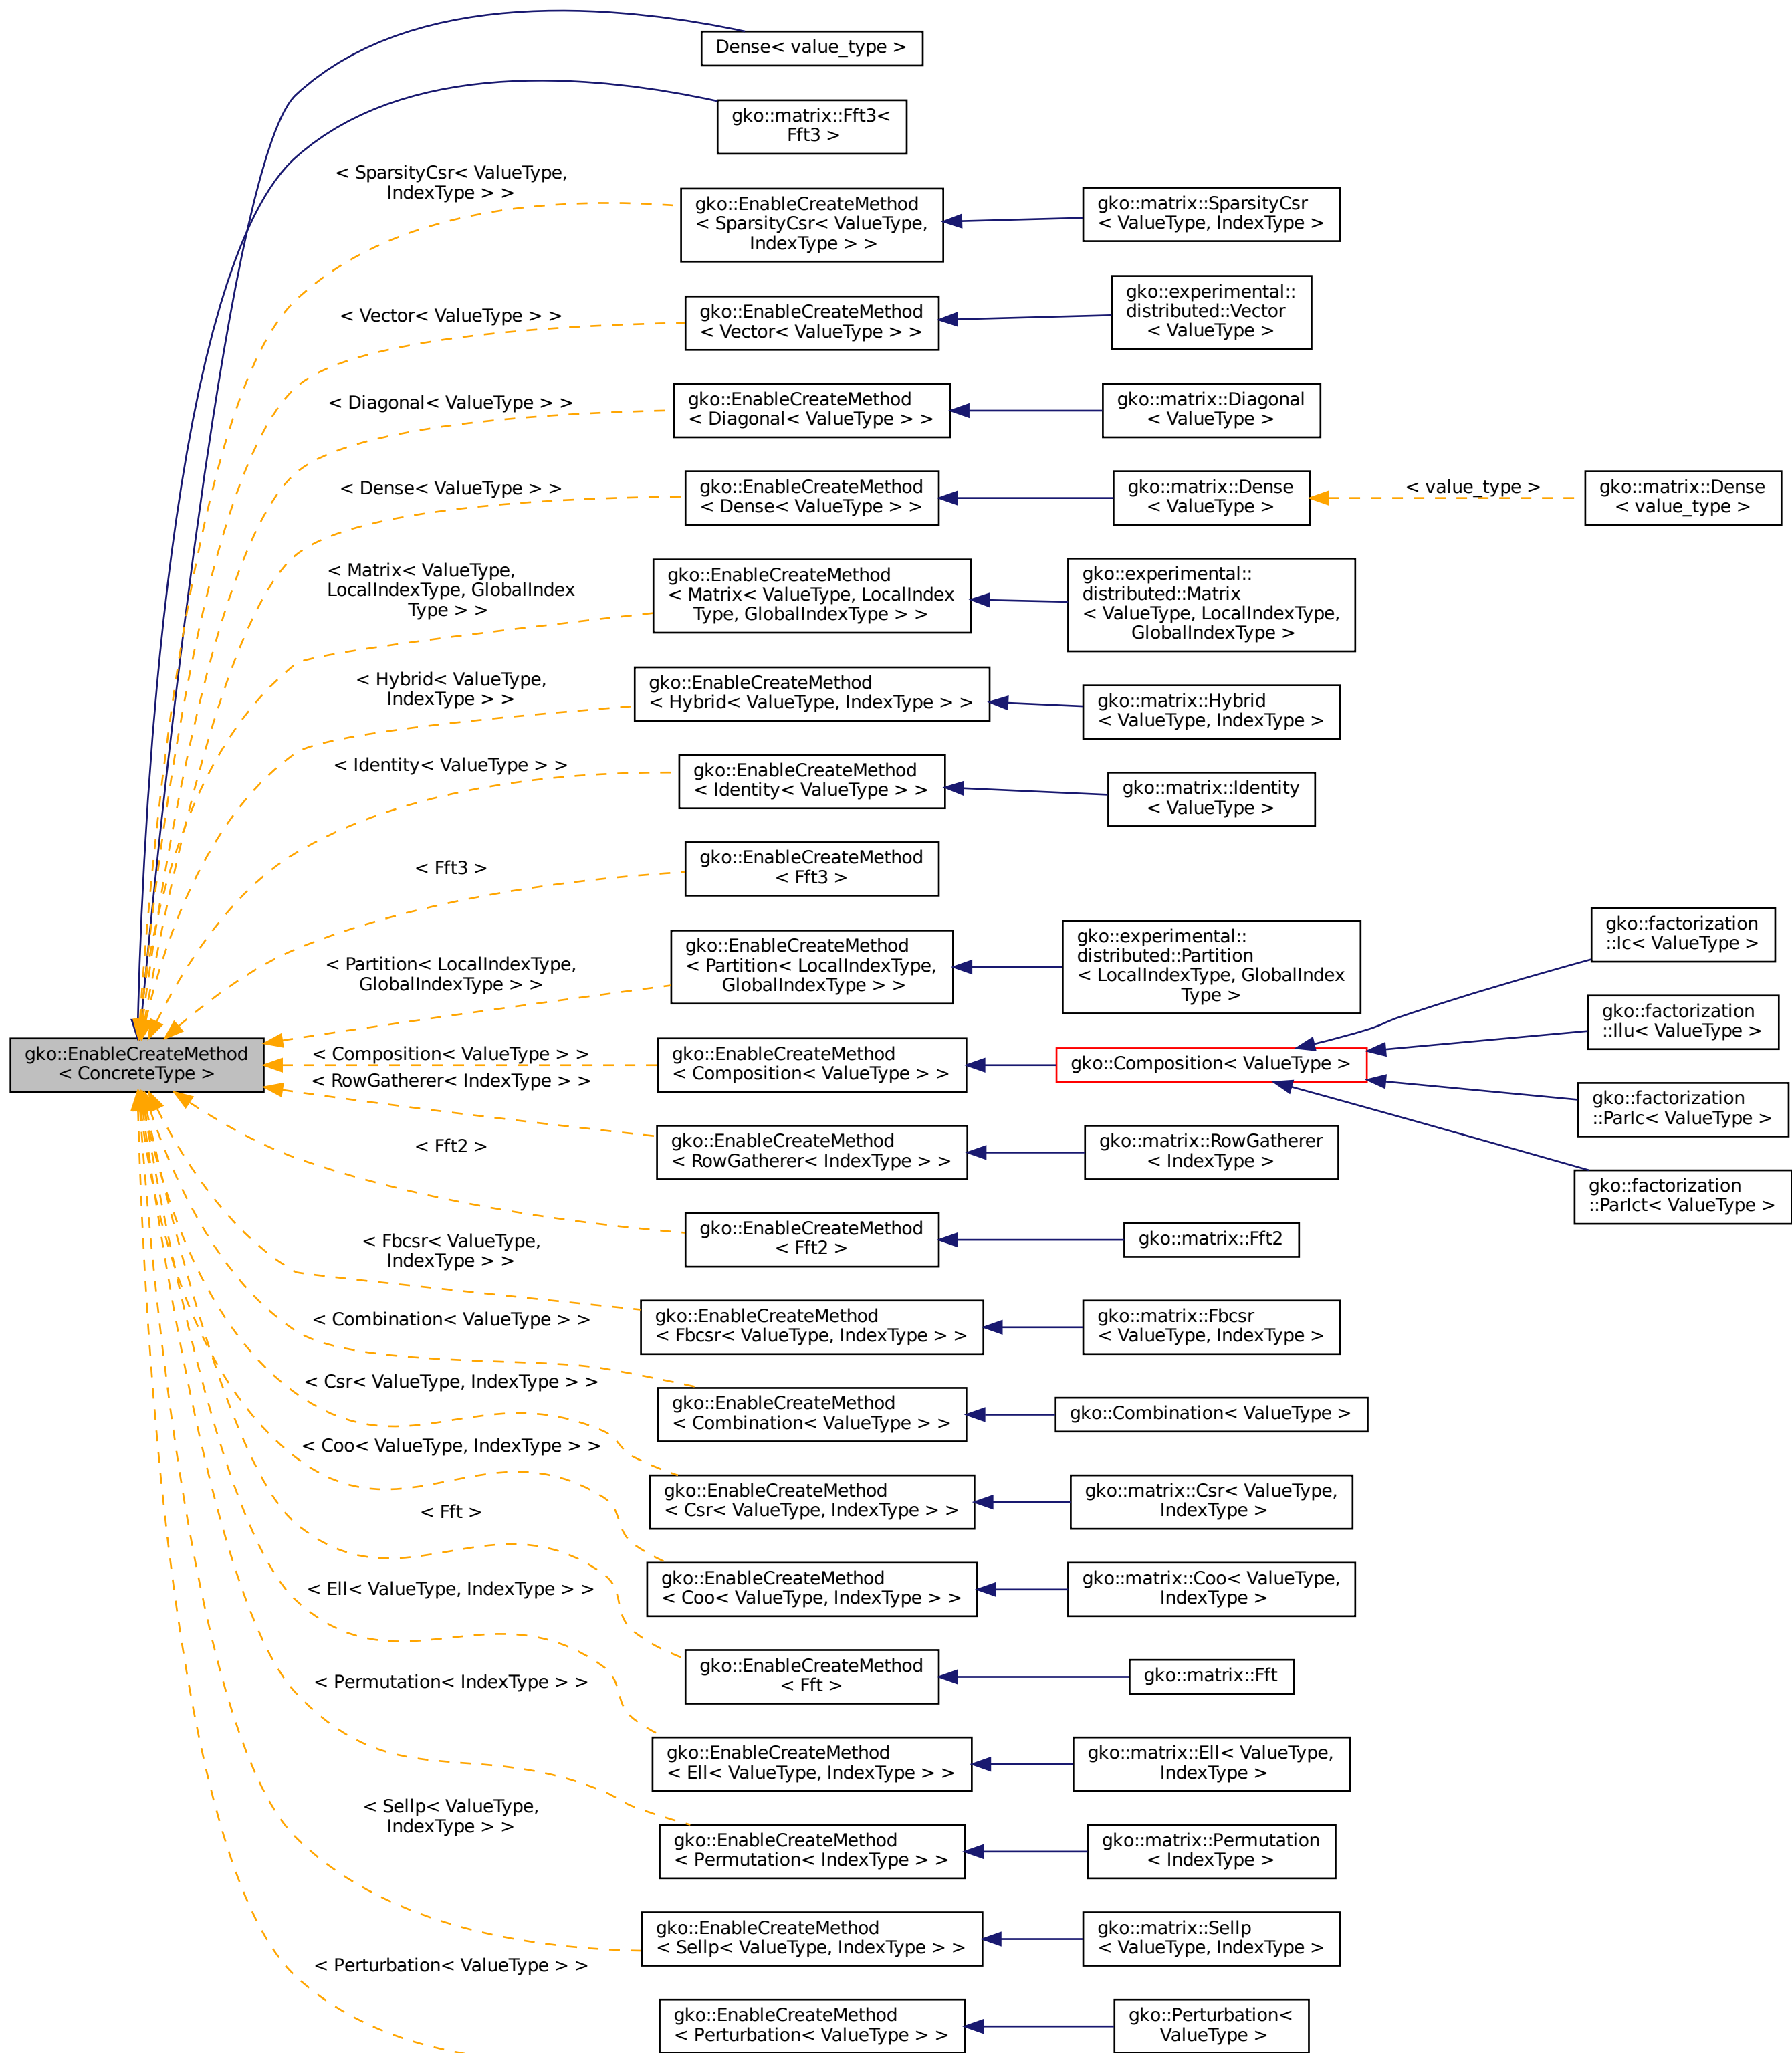 Dense< value_type >
gko::matrix::Fft3<
Fft3 >
< SparsityCsr< ValueType,
IndexType > >
gko::EnableCreateMethod
< SparsityCsr< ValueType,
IndexType > >
gko::matrix::SparsityCsr
< ValueType, IndexType >
< Vector< ValueType > >
gko::EnableCreateMethod
< Vector< ValueType > >
gko::experimental::
distributed::Vector
< ValueType >
< Diagonal< ValueType > >
gko::EnableCreateMethod
< Diagonal< ValueType > >
gko::matrix::Diagonal
< ValueType >
< Dense< ValueType > >
gko::EnableCreateMethod
< Dense< ValueType > >
gko::matrix::Dense
< ValueType >
< value_type >
gko::matrix::Dense
< value_type >
< Matrix< ValueType,
LocalIndexType, GlobalIndex
Type > >
gko::EnableCreateMethod
< Matrix< ValueType, LocalIndex
Type, GlobalIndexType > >
gko::experimental::
distributed::Matrix
< ValueType, LocalIndexType,
GlobalIndexType >
< Hybrid< ValueType,
IndexType > >
gko::EnableCreateMethod
< Hybrid< ValueType, IndexType > >
gko::matrix::Hybrid
< ValueType, IndexType >
< Identity< ValueType > >
gko::EnableCreateMethod
< Identity< ValueType > >
gko::matrix::Identity
< ValueType >
< Fft3 >
gko::EnableCreateMethod
< Fft3 >
< Partition< LocalIndexType,
GlobalIndexType > >
gko::EnableCreateMethod
< Partition< LocalIndexType,
GlobalIndexType > >
gko::experimental::
distributed::Partition
< LocalIndexType, GlobalIndex
Type >
gko::factorization
::Ic< ValueType >
gko::factorization
::Ilu< ValueType >
gko::EnableCreateMethod
< ConcreteType >
< Composition< ValueType > >
gko::EnableCreateMethod
< Composition< ValueType > >
gko::Composition< ValueType >
gko::factorization
::ParIc< ValueType >
gko::factorization
::ParIct< ValueType >
< RowGatherer< IndexType > >
gko::EnableCreateMethod
< RowGatherer< IndexType > >
gko::matrix::RowGatherer
< IndexType >
< Fft2 >
gko::EnableCreateMethod
< Fft2 >
gko::matrix::Fft2
< Fbcsr< ValueType,
IndexType > >
gko::EnableCreateMethod
< Fbcsr< ValueType, IndexType > >
gko::matrix::Fbcsr
< ValueType, IndexType >
< Combination< ValueType > >
gko::EnableCreateMethod
< Combination< ValueType > >
gko::Combination< ValueType >
< Csr< ValueType, IndexType > >
gko::EnableCreateMethod
< Csr< ValueType, IndexType > >
gko::matrix::Csr< ValueType,
IndexType >
< Coo< ValueType, IndexType > >
gko::EnableCreateMethod
< Coo< ValueType, IndexType > >
gko::matrix::Coo< ValueType,
IndexType >
< Fft >
gko::EnableCreateMethod
< Fft >
gko::matrix::Fft
< Ell< ValueType, IndexType > >
gko::EnableCreateMethod
< Ell< ValueType, IndexType > >
gko::matrix::Ell< ValueType,
IndexType >
< Permutation< IndexType > >
gko::EnableCreateMethod
< Permutation< IndexType > >
gko::matrix::Permutation
< IndexType >
< Sellp< ValueType,
IndexType > >
gko::EnableCreateMethod
< Sellp< ValueType, IndexType > >
gko::matrix::Sellp
< ValueType, IndexType >
< Perturbation< ValueType > >
gko::EnableCreateMethod
< Perturbation< ValueType > >
gko::Perturbation<
ValueType >